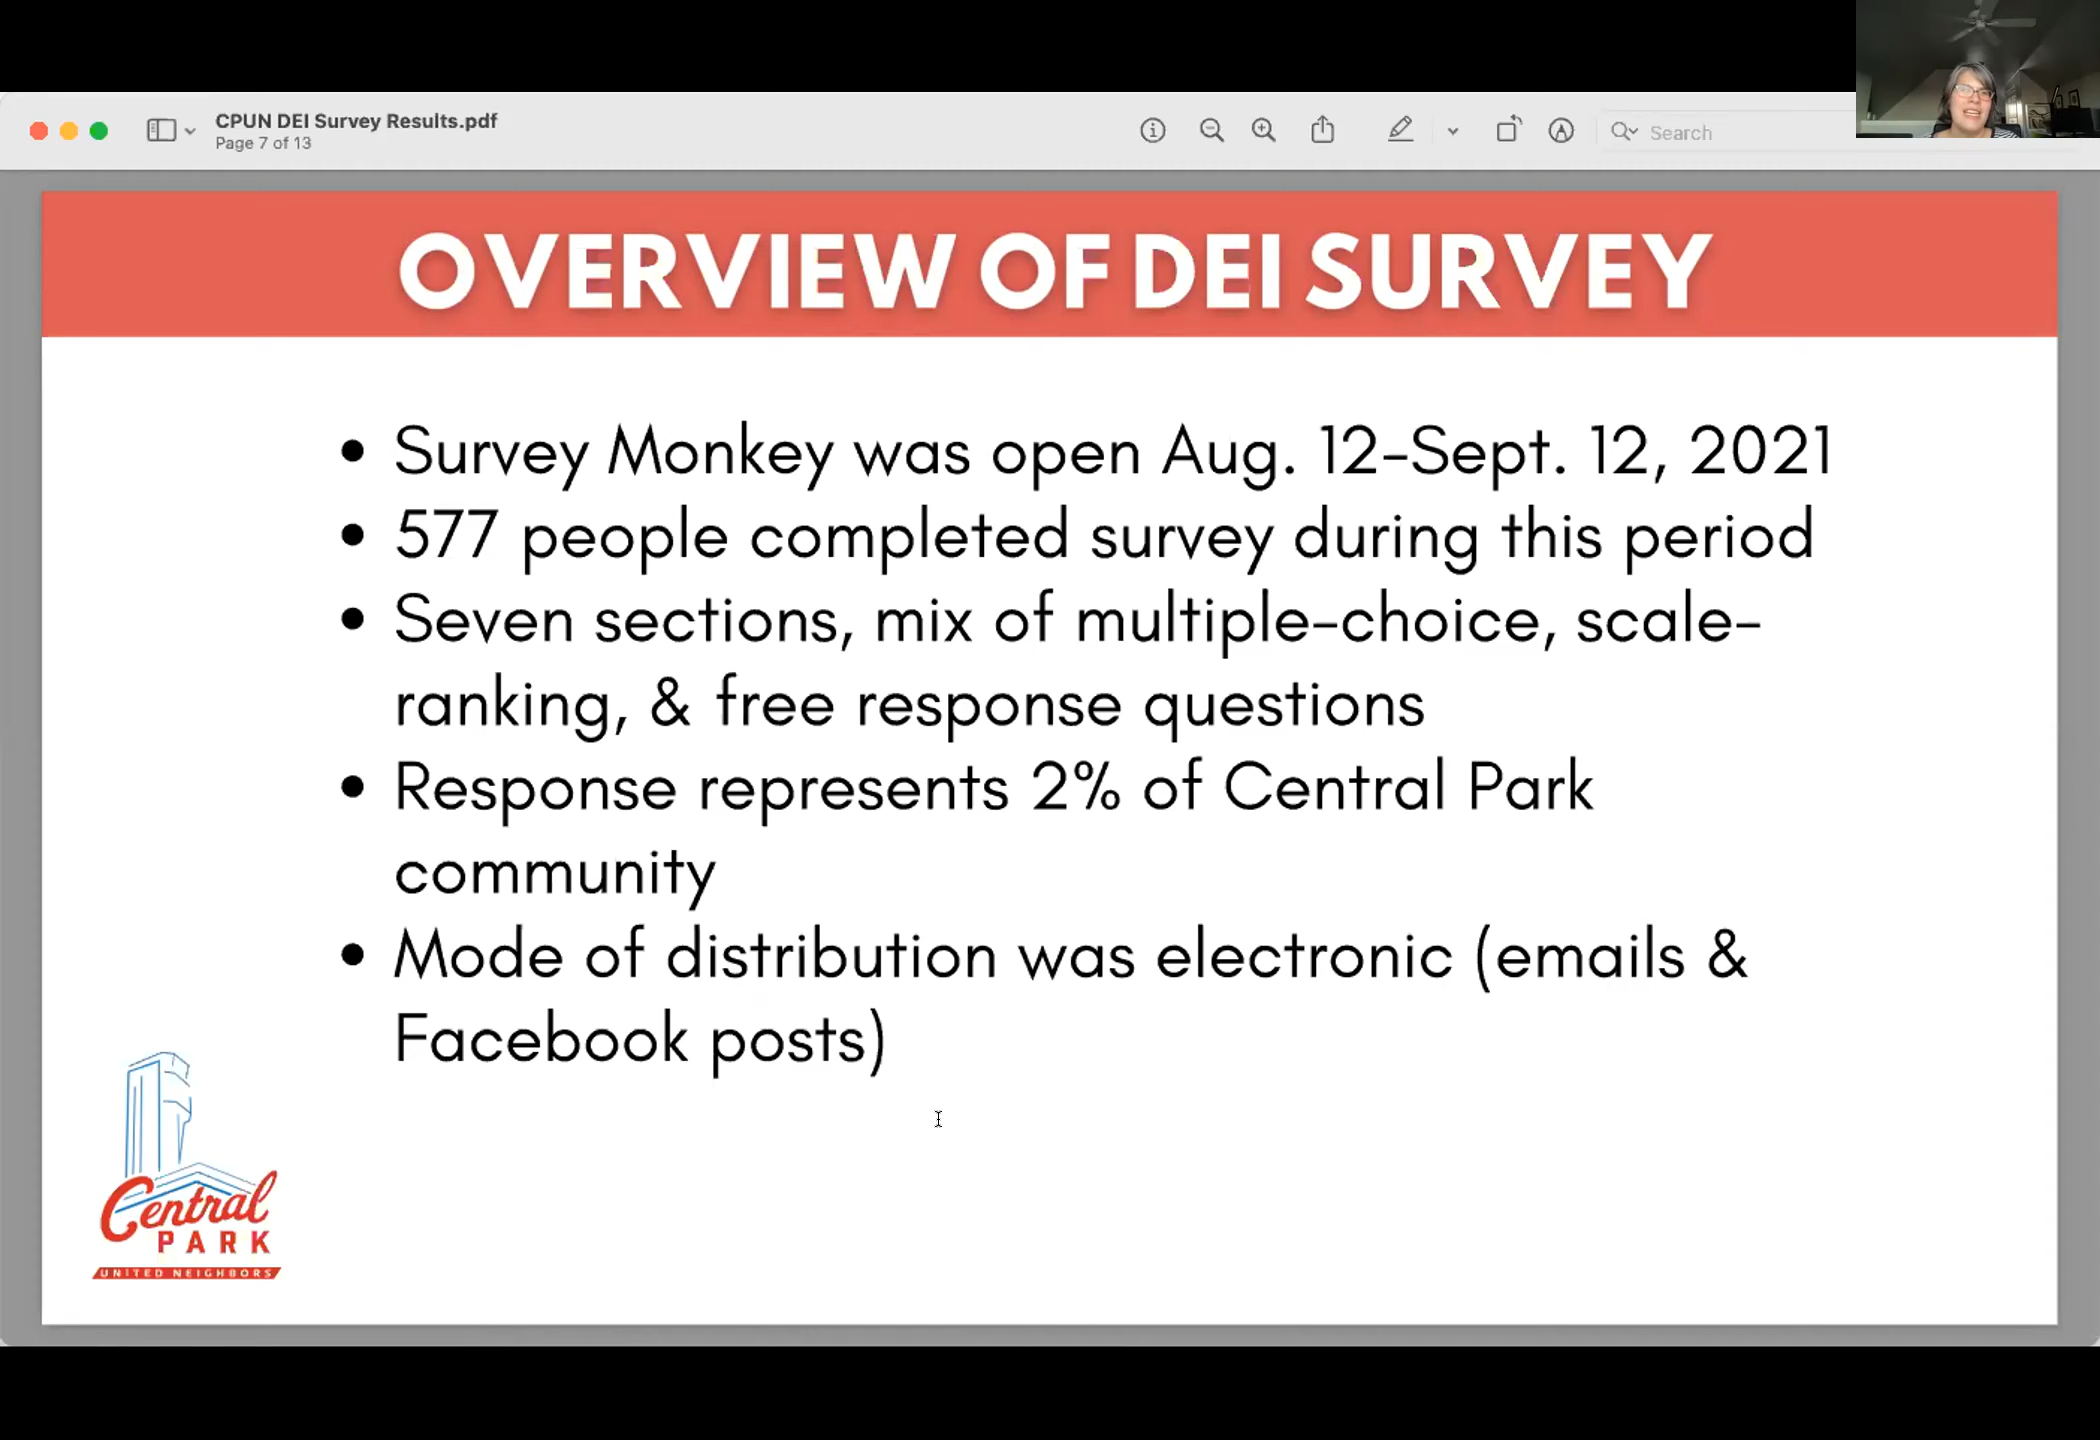 CPUN DEI Survey Results.pdf
Page 7 of 13
Search
OVERVIEW OF DEI SURVEY
• Survey Monkey was open Aug. 12-Sept. 12, 2021
• 577 people completed survey during this period
• Seven sections, mix of multiple-choice, scale-
ranking, & free response questions
• Response represents 2% of Central Park
community
• Mode of distribution was electronic (emails &
Facebook posts)
Central
PARK
UNITED NEIGHBORS